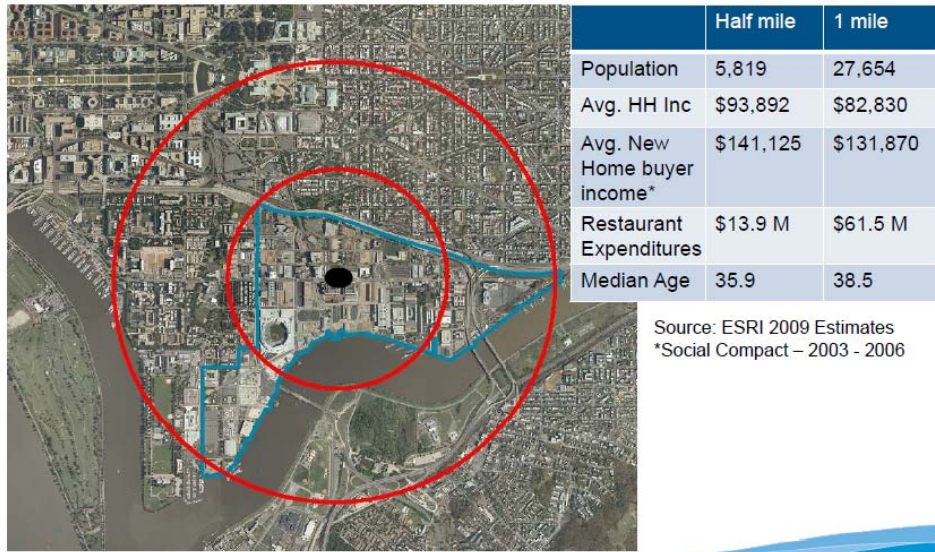 Half mile 1 mile
Population 5,819 27,654
Avg. HH Inc $93,892 $82,830
Avg. New $141,125 $131,870
Home buyer
income*
Restaurant $13.9 M $61.5 M
Expenditures
Median Age 35.9 38.5
Source: ESRI 2009 Estimates
*Social Compact – 2003 - 2006